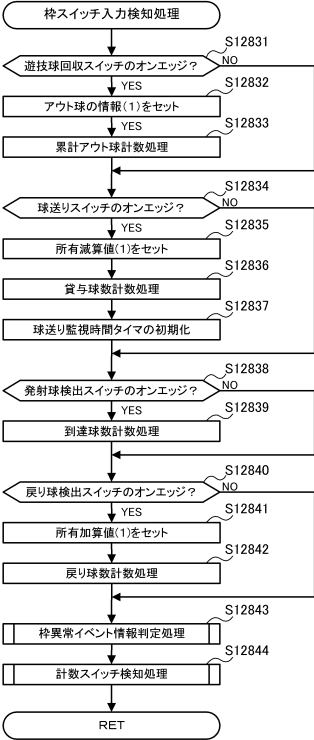 枠スイッチ入力検知処理
S12831
遊技球回収スイッチのオンエッジ？
NO
YES
S12832
アウト球の情報(1)をセット
YES
S12833
累計アウト球計数処理
S12834
球送りスイッチのオンエッジ？
NO
YES
S12835
所有減算値(1)をセット
S12836
貸与球数計数処理
S12837
球送り監視時間タイマの初期化
S12838
発射球検出スイッチのオンエッジ？
NO
YES
S12839
到達球数計数処理
S12840
戻り球検出スイッチのオンエッジ？
NO
YES
S12841
所有加算値(1)をセット
S12842
戻り球数計数処理
S12843
枠異常イベント情報判定処理
S12844
計数スイッチ検知処理
RET